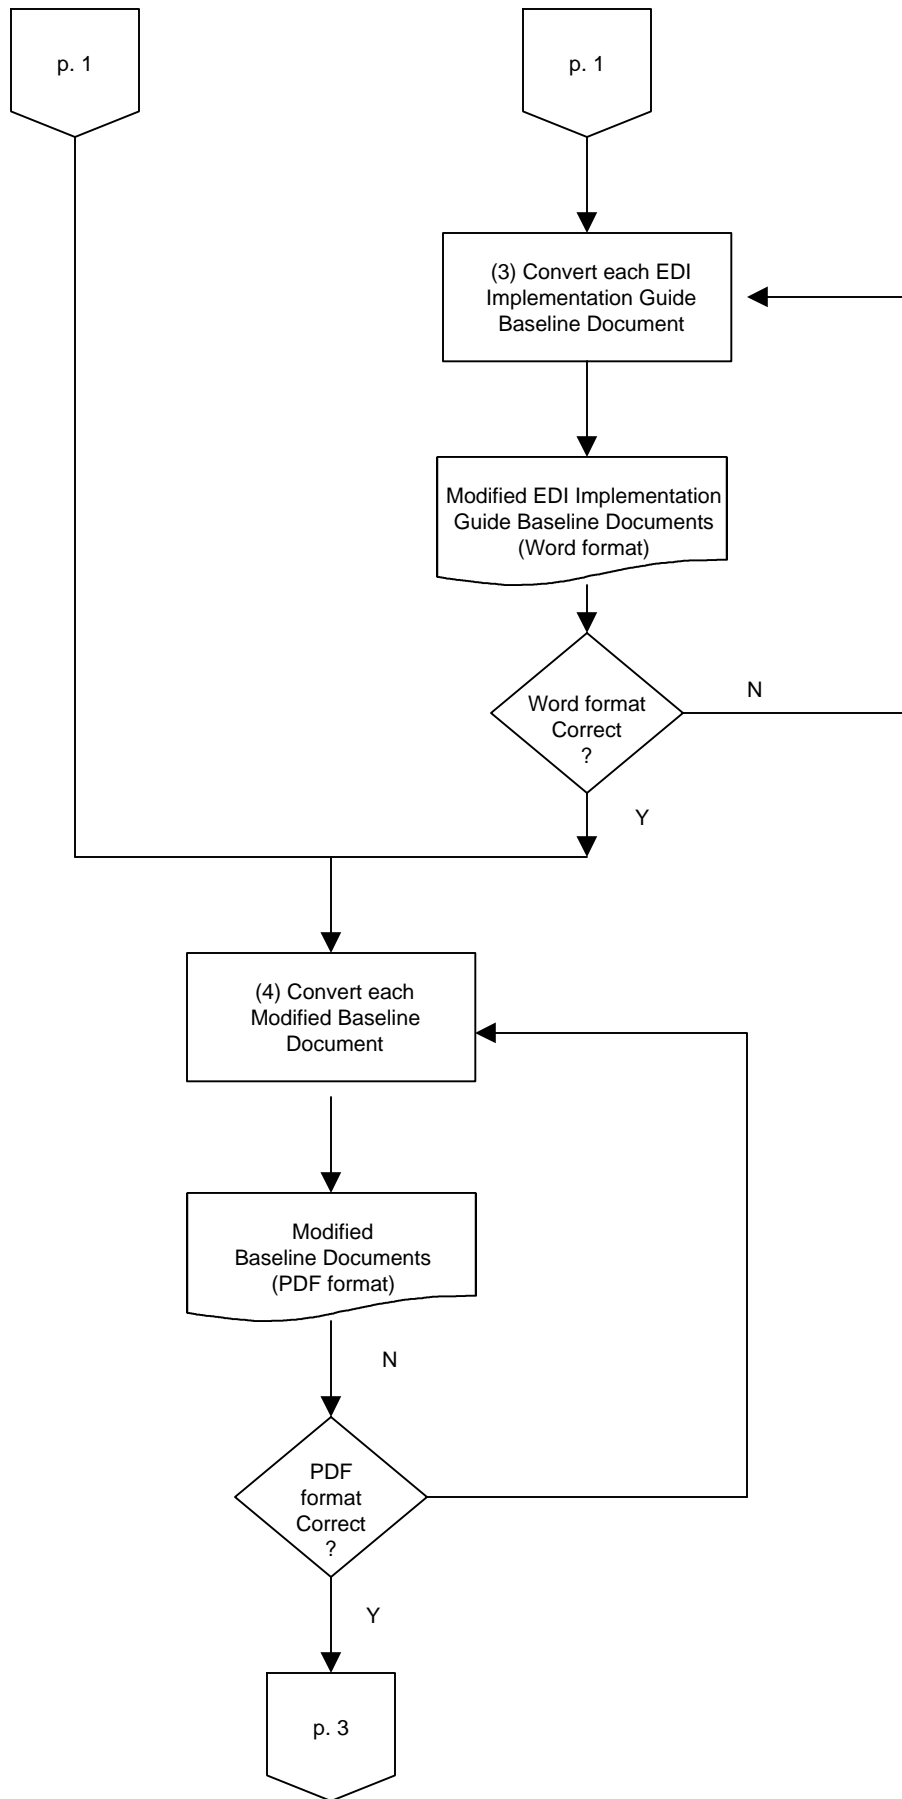 p. 1
p. 1
(3) Convert each EDI
Implementation Guide
Baseline Document
Modified EDI Implementation
Guide Baseline Documents
(Word format)
Word format
Correct
?
N
Y
(4) Convert each
Modified Baseline
Document
Modified
Baseline Documents
(PDF format)
N
PDF
format
Correct
?
Y
p. 3